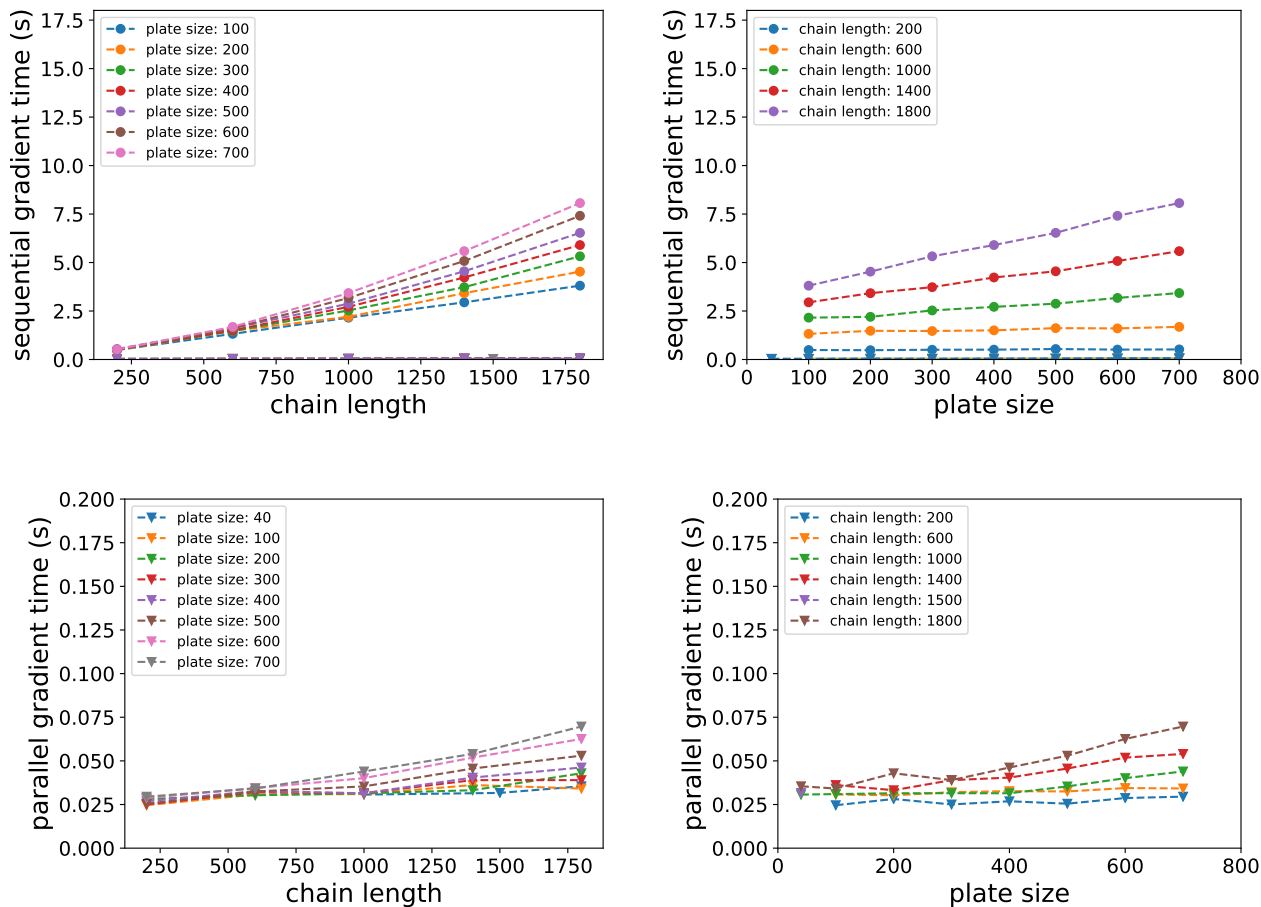 sequential gradient time (s)
17.5
15.0
12.5
10.0
7.5
5.0
2.5
0.0
plate size: 100
plate size: 200
plate size: 300
plate size: 400
plate size: 500
plate size: 600
plate size: 700
250 500 750 1000 1250 1500 1750
chain length
sequential gradient time (s)
17.5
15.0
12.5
10.0
7.5
5.0
2.5
0.0
chain length: 200
chain length: 600
chain length: 1000
chain length: 1400
chain length: 1800
0 100 200 300 400 500 600 700 800
plate size
parallel gradient time (s)
0.200
0.175
0.150
0.125
0.100
0.075
0.050
0.025
0.000
plate size: 40
plate size: 100
plate size: 200
plate size: 300
plate size: 400
plate size: 500
plate size: 600
plate size: 700
250 500 750 1000 1250 1500 1750
chain length
parallel gradient time (s)
0.200
0.175
0.150
0.125
0.100
0.075
0.050
0.025
0.000
chain length: 200
chain length: 600
chain length: 1000
chain length: 1400
chain length: 1500
chain length: 1800
0 200 400 600 800
plate size